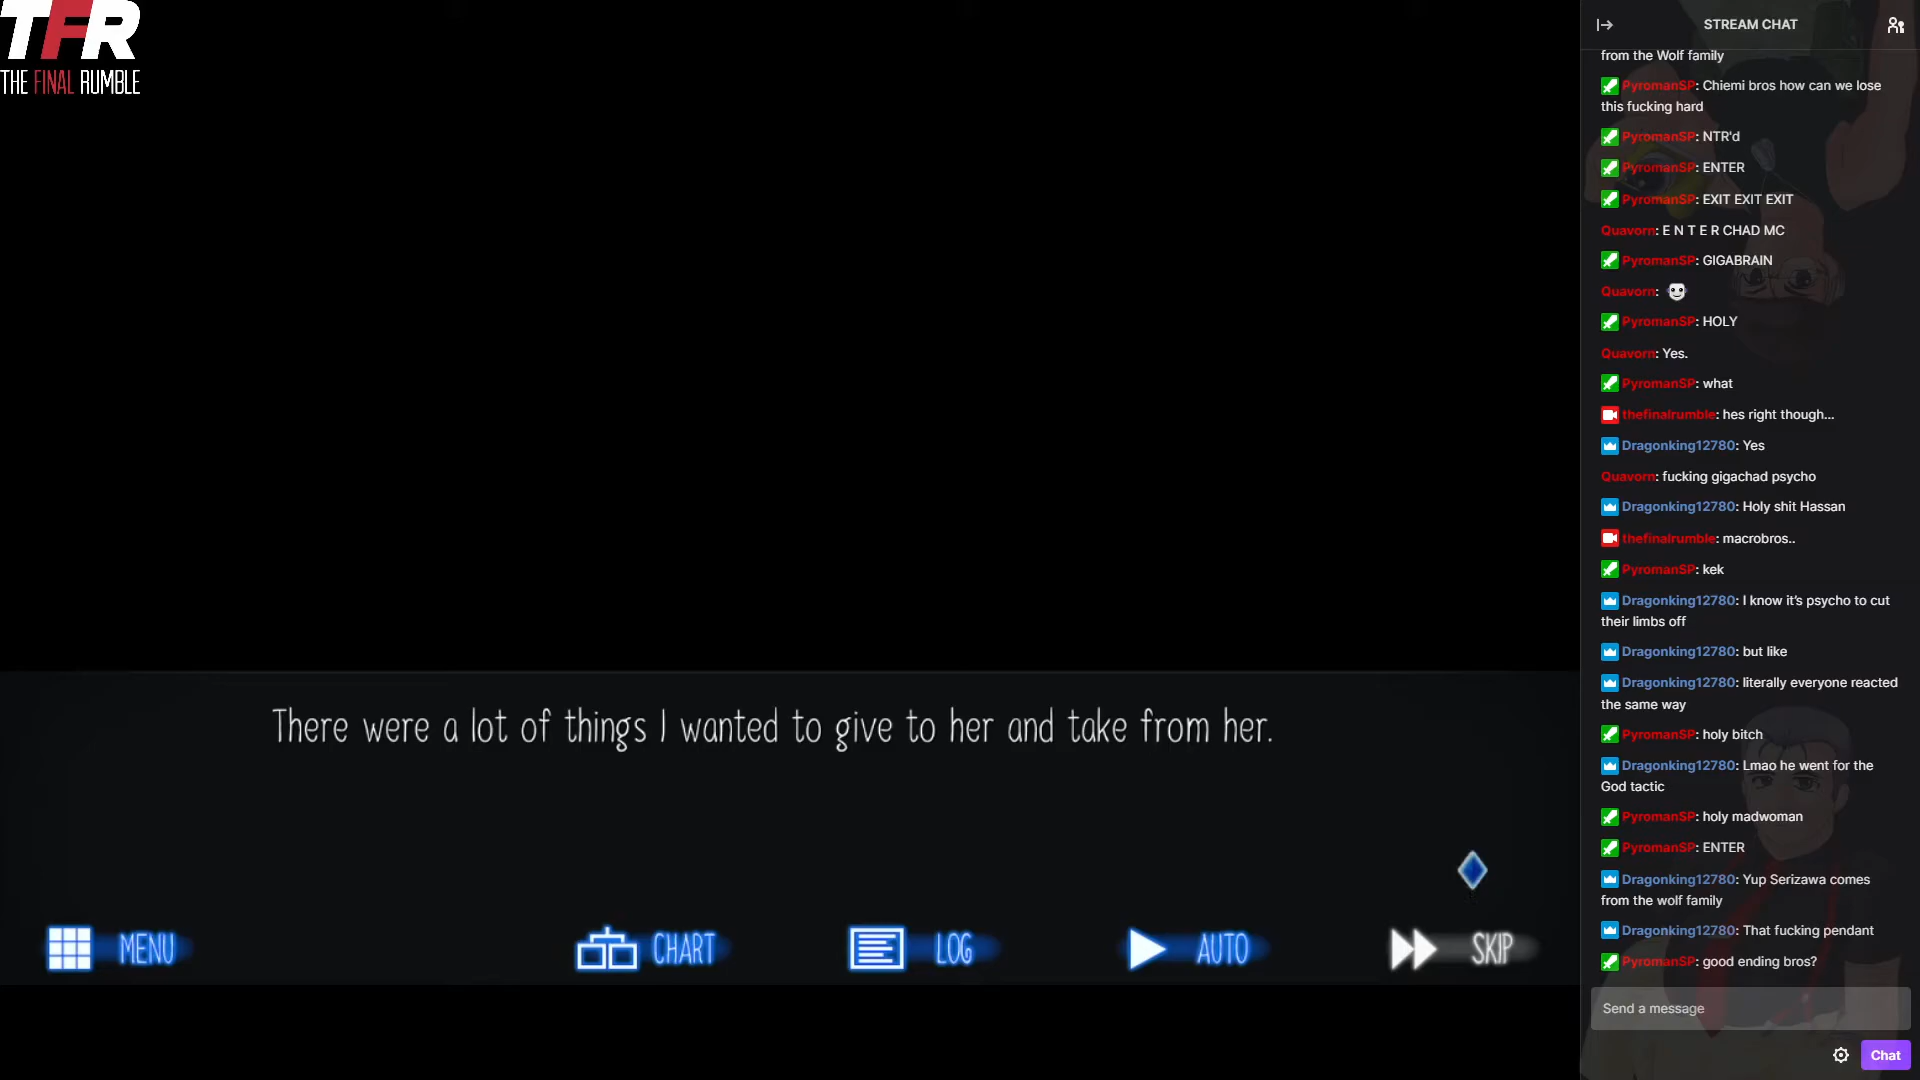 TFR
THE FINAL RUMBLE
There were a lot of things I wanted to give to her and take from her.
MENU
CHART
LOG
AUTO
SKIP
STREAM CHAT
from the Wolf family
PyromanSP: Chiemi bros how can we lose
this fucking hard
PyromanSP: NTR'd
PyromanSP: ENTER
PyromanSP: EXIT EXIT EXIT
Quavorn: E N T E R CHAD MC
PyromanSP: GIGABRAIN
Quavorn:
PyromanSP: HOLY
Quavorn: Yes.
PyromanSP: what
thefinalrumble: hes right though...
Dragonking12780: Yes
Quavorn: fucking gigachad psycho
Dragonking12780: Holy shit Hassan
thefinalrumble: macrobros..
PyromanSP: kek
Dragonking12780: I know it's psycho to cut
their limbs off
Dragonking12780: but like
Dragonking12780: literally everyone reacted
the same way
PyromanSP: holy bitch
Dragonking12780: Lmao he went for the
God tactic
PyromanSP: holy madwoman
PyromanSP: ENTER
Dragonking12780: Yup Serizawa comes
from the wolf family
Dragonking12780: That fucking pendant
PyromanSP: good ending bros?
Send a message
Chat